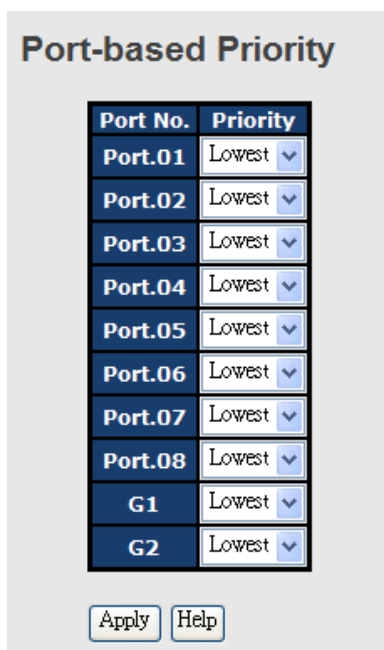 Port-based Priority
Port No. Priority
Port.01 Lowest
Port.02 Lowest
Port.03 Lowest
Port.04 Lowest
Port.05 Lowest
Port.06 Lowest
Port.07 Lowest
Port.08 Lowest
G1 Lowest
G2 Lowest
Apply Help